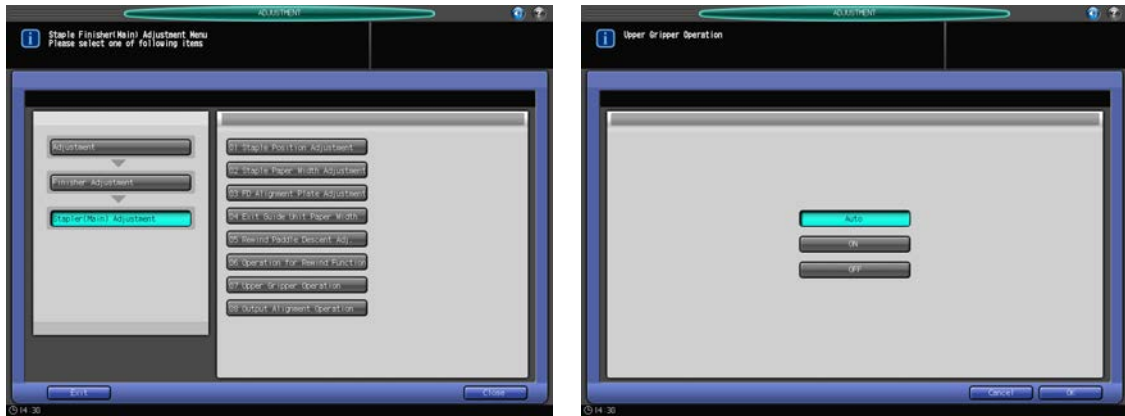 ADJUSTMENT
Staple Finisher(Main) Adjustment Menu
Please select one of following items
Adjustment
Finisher Adjustment
Stapler(Main) Adjustment
01 Staple Position Adjustment
02 Staple Paper Width Adjustment
03 FD Alignment Plate Adjustment
04 Exit Guide Unit Paper Width
05 Rewind Paddle Descent Adj.
06 Operation for Rewind Function
07 Upper Gripper Operation
08 Output Alignment Operation
Exit
Close
14:30
ADJUSTMENT
Upper Gripper Operation
Auto
ON
OFF
Cancel
OK
14:30